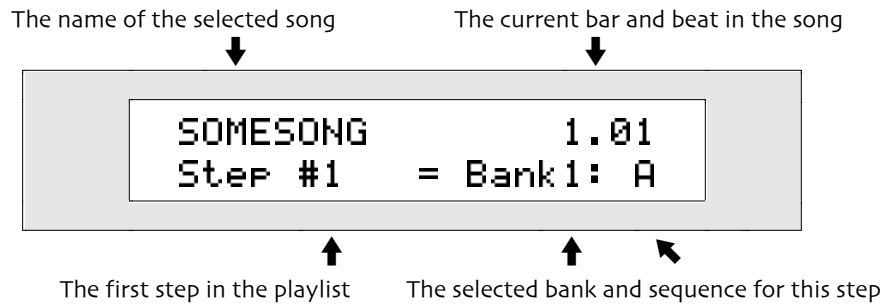 The name of the selected song The current bar and beat in the song
SOMESONG 1.01
Step #1 = Bank1: A
The first step in the playlist The selected bank and sequence for this step